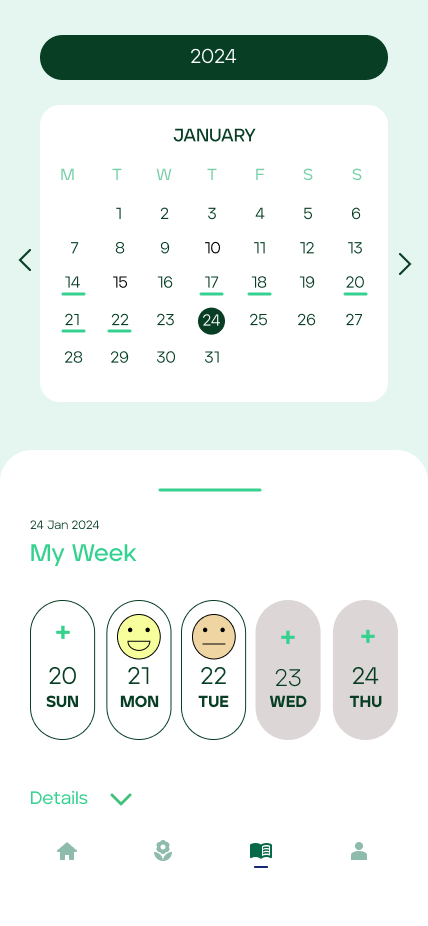 2024
JANUARY
M T W T F S S
1 2 3 4 5 6
7 8 9 10 11 12 13
14 15 16 17 18 19 20
21 22 23 24 25 26 27
28 29 30 31
24 Jan 2024
My Week
+ + +
20 21 22 23 24
SUN MON TUE WED THU
Details